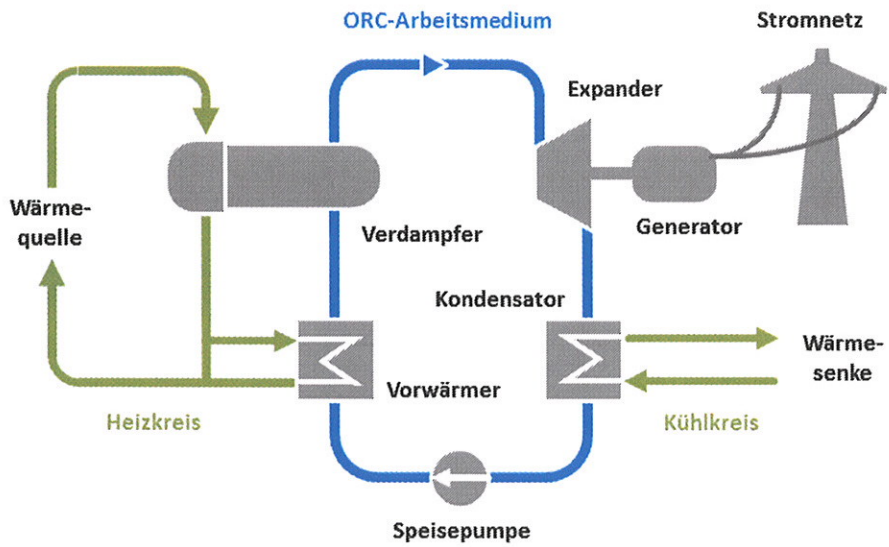 ORC-Arbeitsmedium
Stromnetz
Expander
Wärme-
quelle
Verdampfer
Generator
Kondensator
Wärme-
senke
Vorwärmer
Heizkreis
Kühlkreis
Speisepumpe